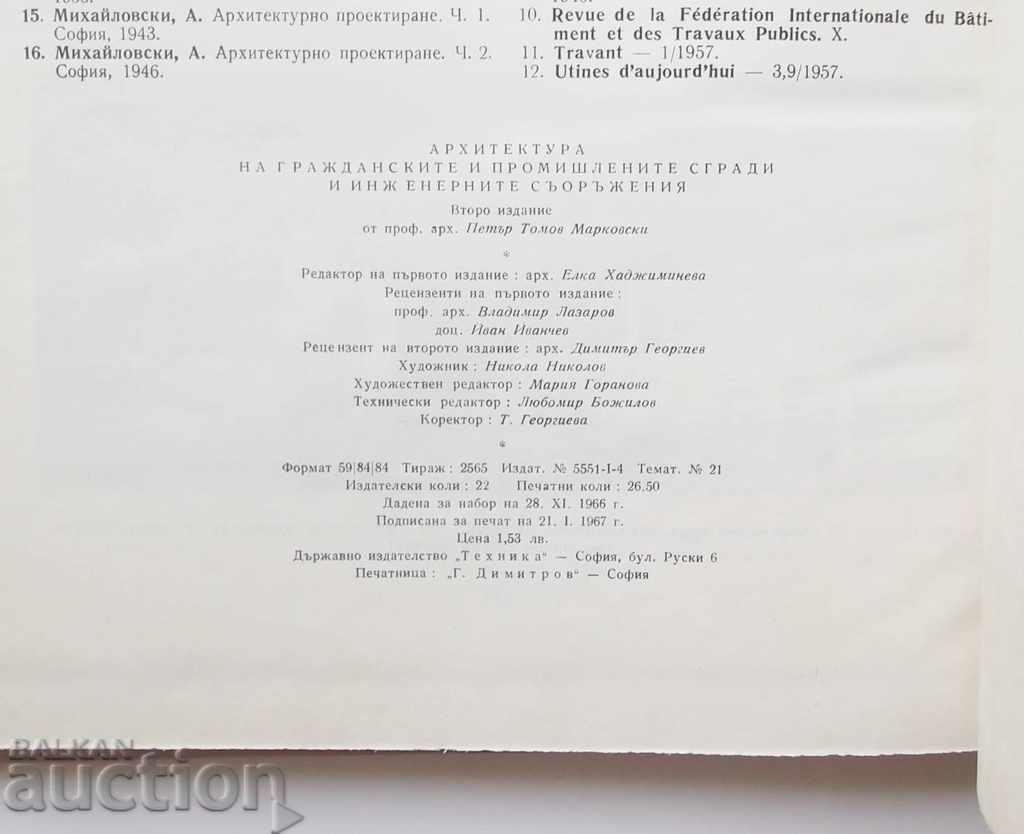 15. Михайловски, А. Архитектурно проектиране. Ч. 1.
София, 1943.
16. Михайловски, А. Архитектурно проектиране. Ч. 2.
София, 1946.
10. Revue de la Fédération Internationale du Bâti-
ment et des Travaux Publics. X.
11. Travant — 1/1957.
12. Utines d'aujourd'hui — 3,9/1957.
АРХИТЕКТУРА
НА ГРАЖДАНСКИТЕ И ПРОМИШЛЕНИТЕ СГРАДИ
И ИНЖЕНЕРНИТЕ СЪОРЪЖЕНИЯ
Второ издание
от проф. арх. Петър Томов Марковски
*
Редактор на първото издание : арх. Елка Хаджиминева
Рецензенти на първото издание :
проф. арх. Владимир Лазаров
доц. Иван Иванчев
Рецензент на второто издание : арх. Димитър Георгиев
Художник : Никола Николов
Художествен редактор : Мария Горанова
Технически редактор : Любомир Божилов
Коректор : Т. Георгиева
*
Формат 59|84|84 Тираж : 2565 Издат. № 5551-I-4 Темат. № 21
Издателски коли : 22 Печатни коли : 26.50
Дадена за набор на 28. XI. 1966 г.
Подписана за печат на 21. I. 1967 г.
Цена 1,53 лв.
Държавно издателство „Техника“ — София, бул. Руски 6
Печатница : „Г. Димитров“ — София
BALKAN
auction